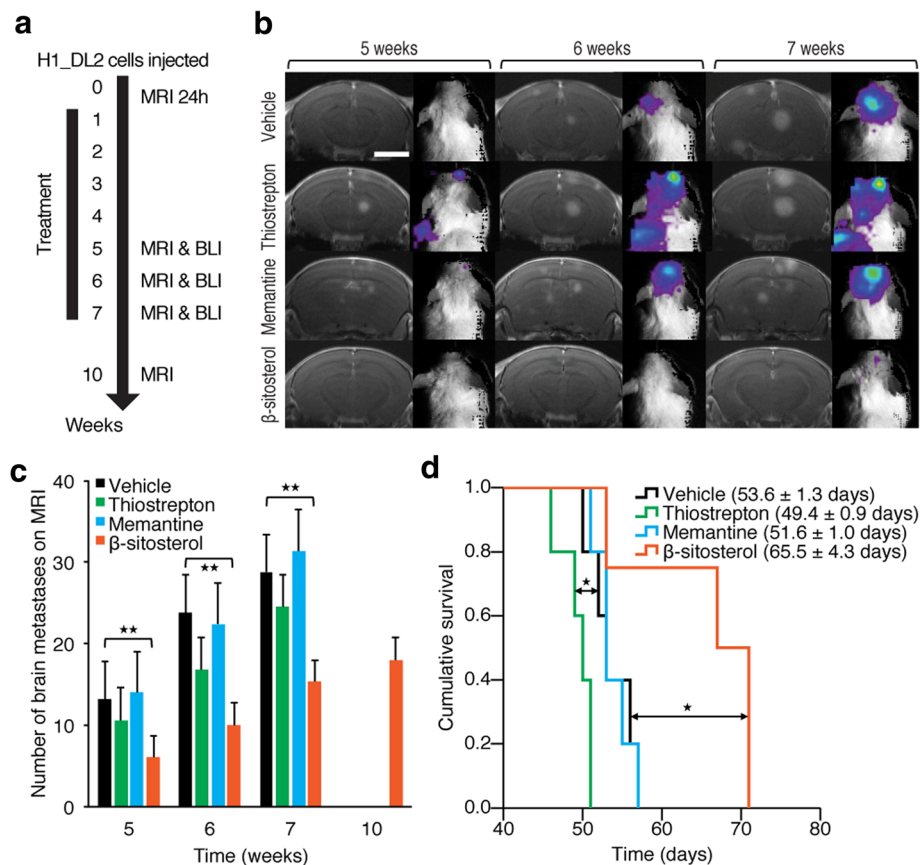 a
H1_DL2 cells injected
0
MRI 24h
1
2
3
4
5
MRI & BLI
6
MRI & BLI
7
MRI & BLI
10
MRI
Treatment
Weeks
b
5 weeks
6 weeks
7 weeks
Vehicle
Thiostrepton
Memantine
β-sitosterol
c
Number of brain metastases on MRI
40
30
20
10
0
Vehicle
Thiostrepton
Memantine
β-sitosterol
★★
★★
★★
5
6
7
10
Time (weeks)
d
Cumulative survival
1.0
0.8
0.6
0.4
0.2
0.0
Vehicle (53.6 ± 1.3 days)
Thiostrepton (49.4 ± 0.9 days)
Memantine (51.6 ± 1.0 days)
β-sitosterol (65.5 ± 4.3 days)
★
★
40
50
60
70
80
Time (days)